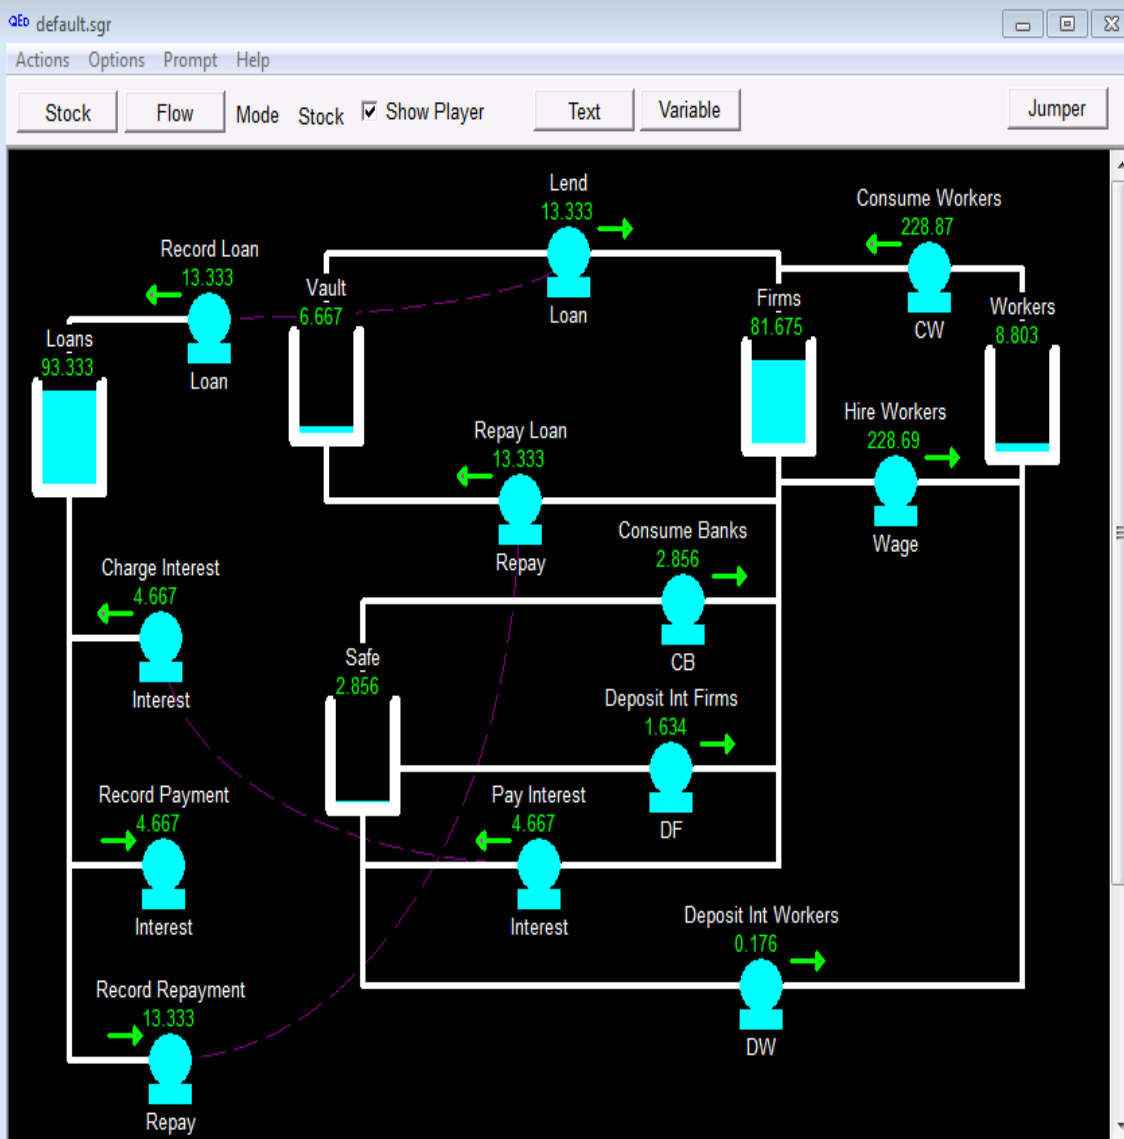 QED default.sgr
Actions Options Prompt Help
Stock Flow Mode Stock Show Player Text Variable Jumper
Lend
13.333
Loan
Consume Workers
228.87
CW
Record Loan
13.333
Loan
Vault
6.667
Firms
81.675
Workers
8.803
Loans
93.333
Hire Workers
228.69
Wage
Repay Loan
13.333
Repay
Consume Banks
2.856
CB
Charge Interest
4.667
Interest
Safe
2.856
Deposit Int Firms
1.634
DF
Record Payment
4.667
Interest
Pay Interest
4.667
Interest
Deposit Int Workers
0.176
DW
Record Repayment
13.333
Repay